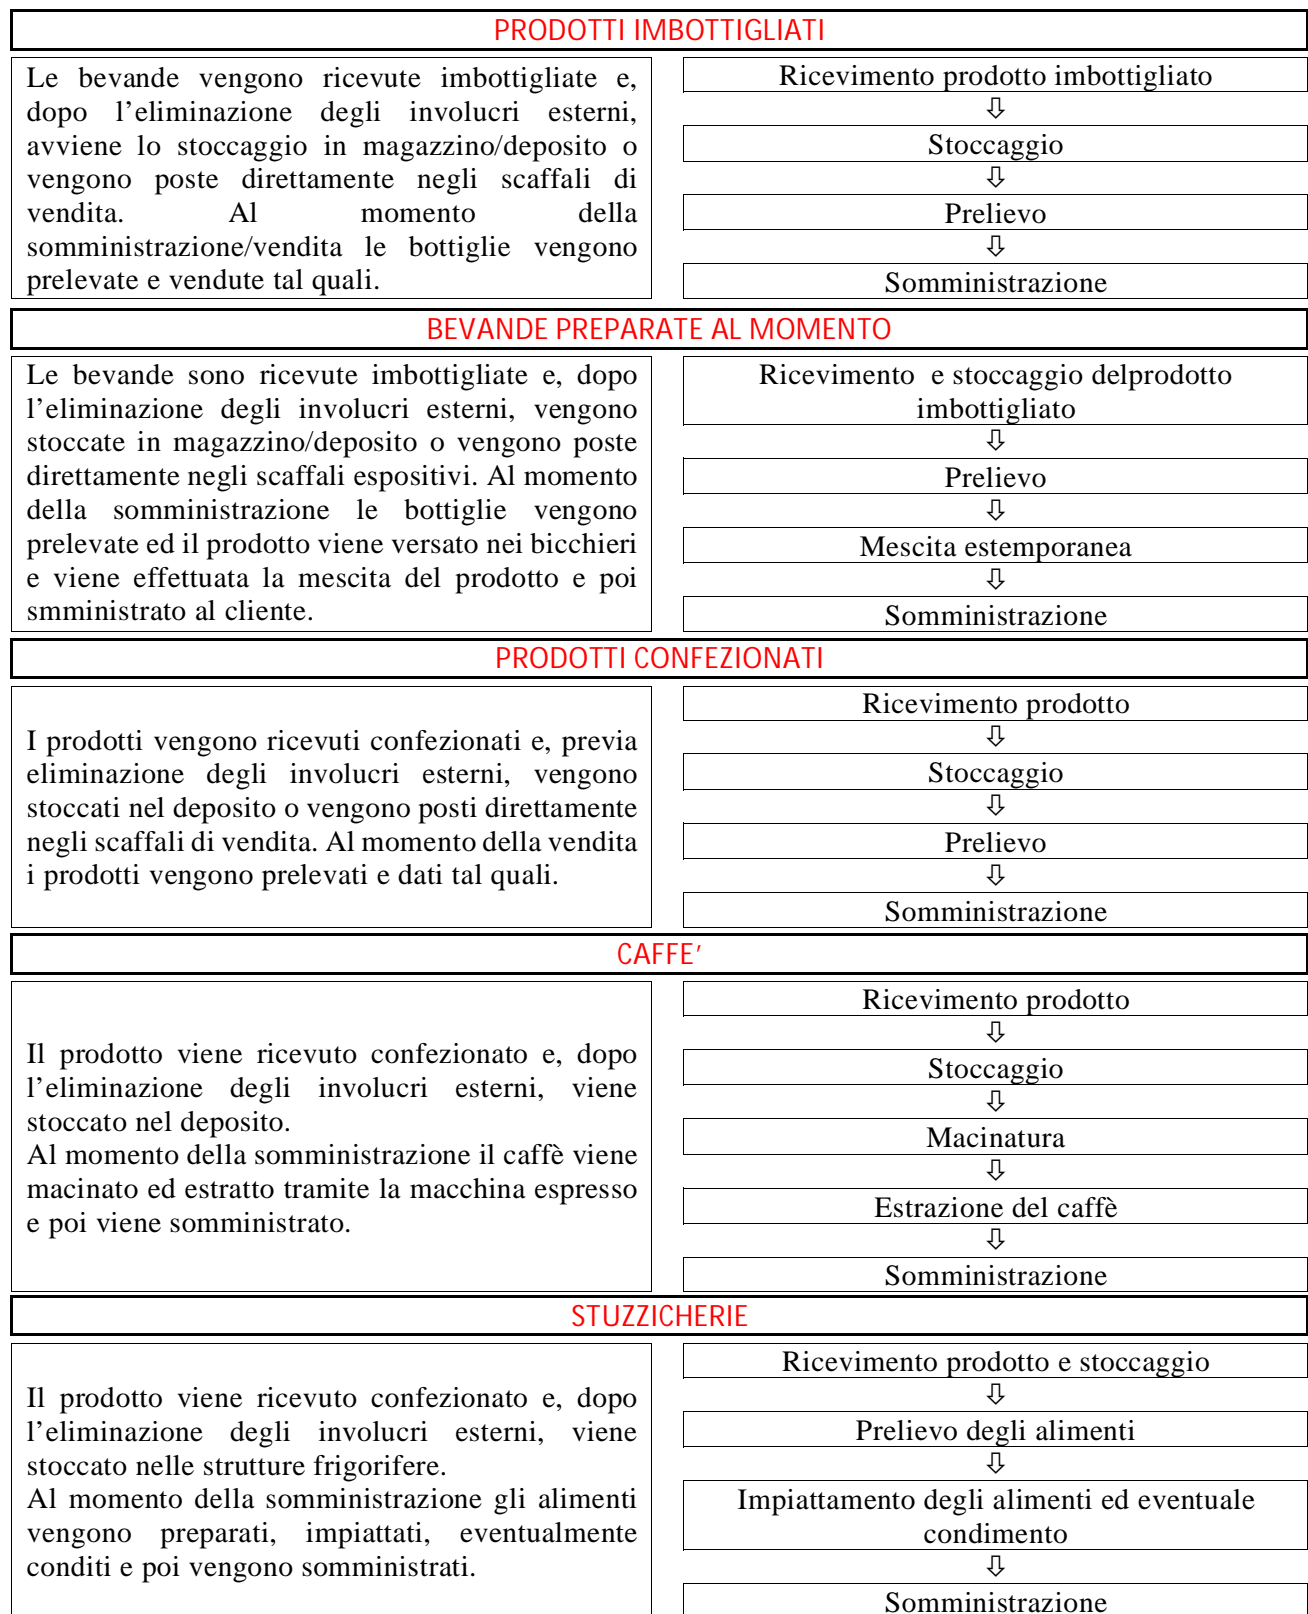 PRODOTTI IMBOTTIGLIATI
Le bevande vengono ricevute imbottigliate e,
dopo l’eliminazione degli involucri esterni,
avviene lo stoccaggio in magazzino/deposito o
vengono poste direttamente negli scaffali di
vendita. Al momento della
somministrazione/vendita le bottiglie vengono
prelevate e vendute tal quali.
Ricevimento prodotto imbottigliato
⇩
Stoccaggio
⇩
Prelievo
⇩
Somministrazione
BEVANDE PREPARATE AL MOMENTO
Le bevande sono ricevute imbottigliate e, dopo
l’eliminazione degli involucri esterni, vengono
stoccate in magazzino/deposito o vengono poste
direttamente negli scaffali espositivi. Al momento
della somministrazione le bottiglie vengono
prelevate ed il prodotto viene versato nei bicchieri
e viene effettuata la mescita del prodotto e poi
smministrato al cliente.
Ricevimento e stoccaggio delprodotto
imbottigliato
⇩
Prelievo
⇩
Mescita estemporanea
⇩
Somministrazione
PRODOTTI CONFEZIONATI
I prodotti vengono ricevuti confezionati e, previa
eliminazione degli involucri esterni, vengono
stoccati nel deposito o vengono posti direttamente
negli scaffali di vendita. Al momento della vendita
i prodotti vengono prelevati e dati tal quali.
Ricevimento prodotto
⇩
Stoccaggio
⇩
Prelievo
⇩
Somministrazione
CAFFE’
Il prodotto viene ricevuto confezionato e, dopo
l’eliminazione degli involucri esterni, viene
stoccato nel deposito.
Al momento della somministrazione il caffè viene
macinato ed estratto tramite la macchina espresso
e poi viene somministrato.
Ricevimento prodotto
⇩
Stoccaggio
⇩
Macinatura
⇩
Estrazione del caffè
⇩
Somministrazione
STUZZICHERIE
Il prodotto viene ricevuto confezionato e, dopo
l’eliminazione degli involucri esterni, viene
stoccato nelle strutture frigorifere.
Al momento della somministrazione gli alimenti
vengono preparati, impiattati, eventualmente
conditi e poi vengono somministrati.
Ricevimento prodotto e stoccaggio
⇩
Prelievo degli alimenti
⇩
Impiattamento degli alimenti ed eventuale
condimento
⇩
Somministrazione